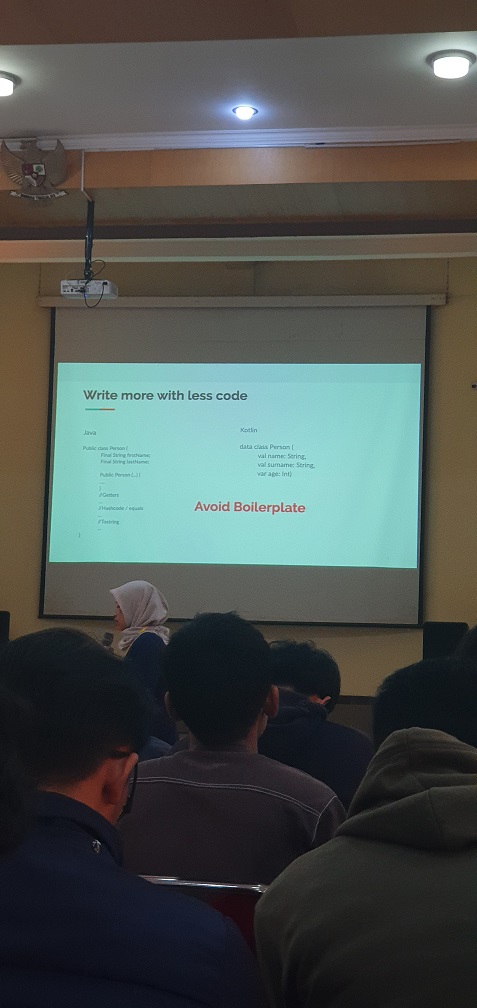 Write more with less code
Java
Public class Person {
Final String firstName;
Final String lastName;
Public Person (...) {
...
}
//Getters
...
//Hashcode / equals
...
//Tostring
...
}
Kotlin
data class Person (
val name: String,
val surname: String,
var age: Int)
Avoid Boilerplate